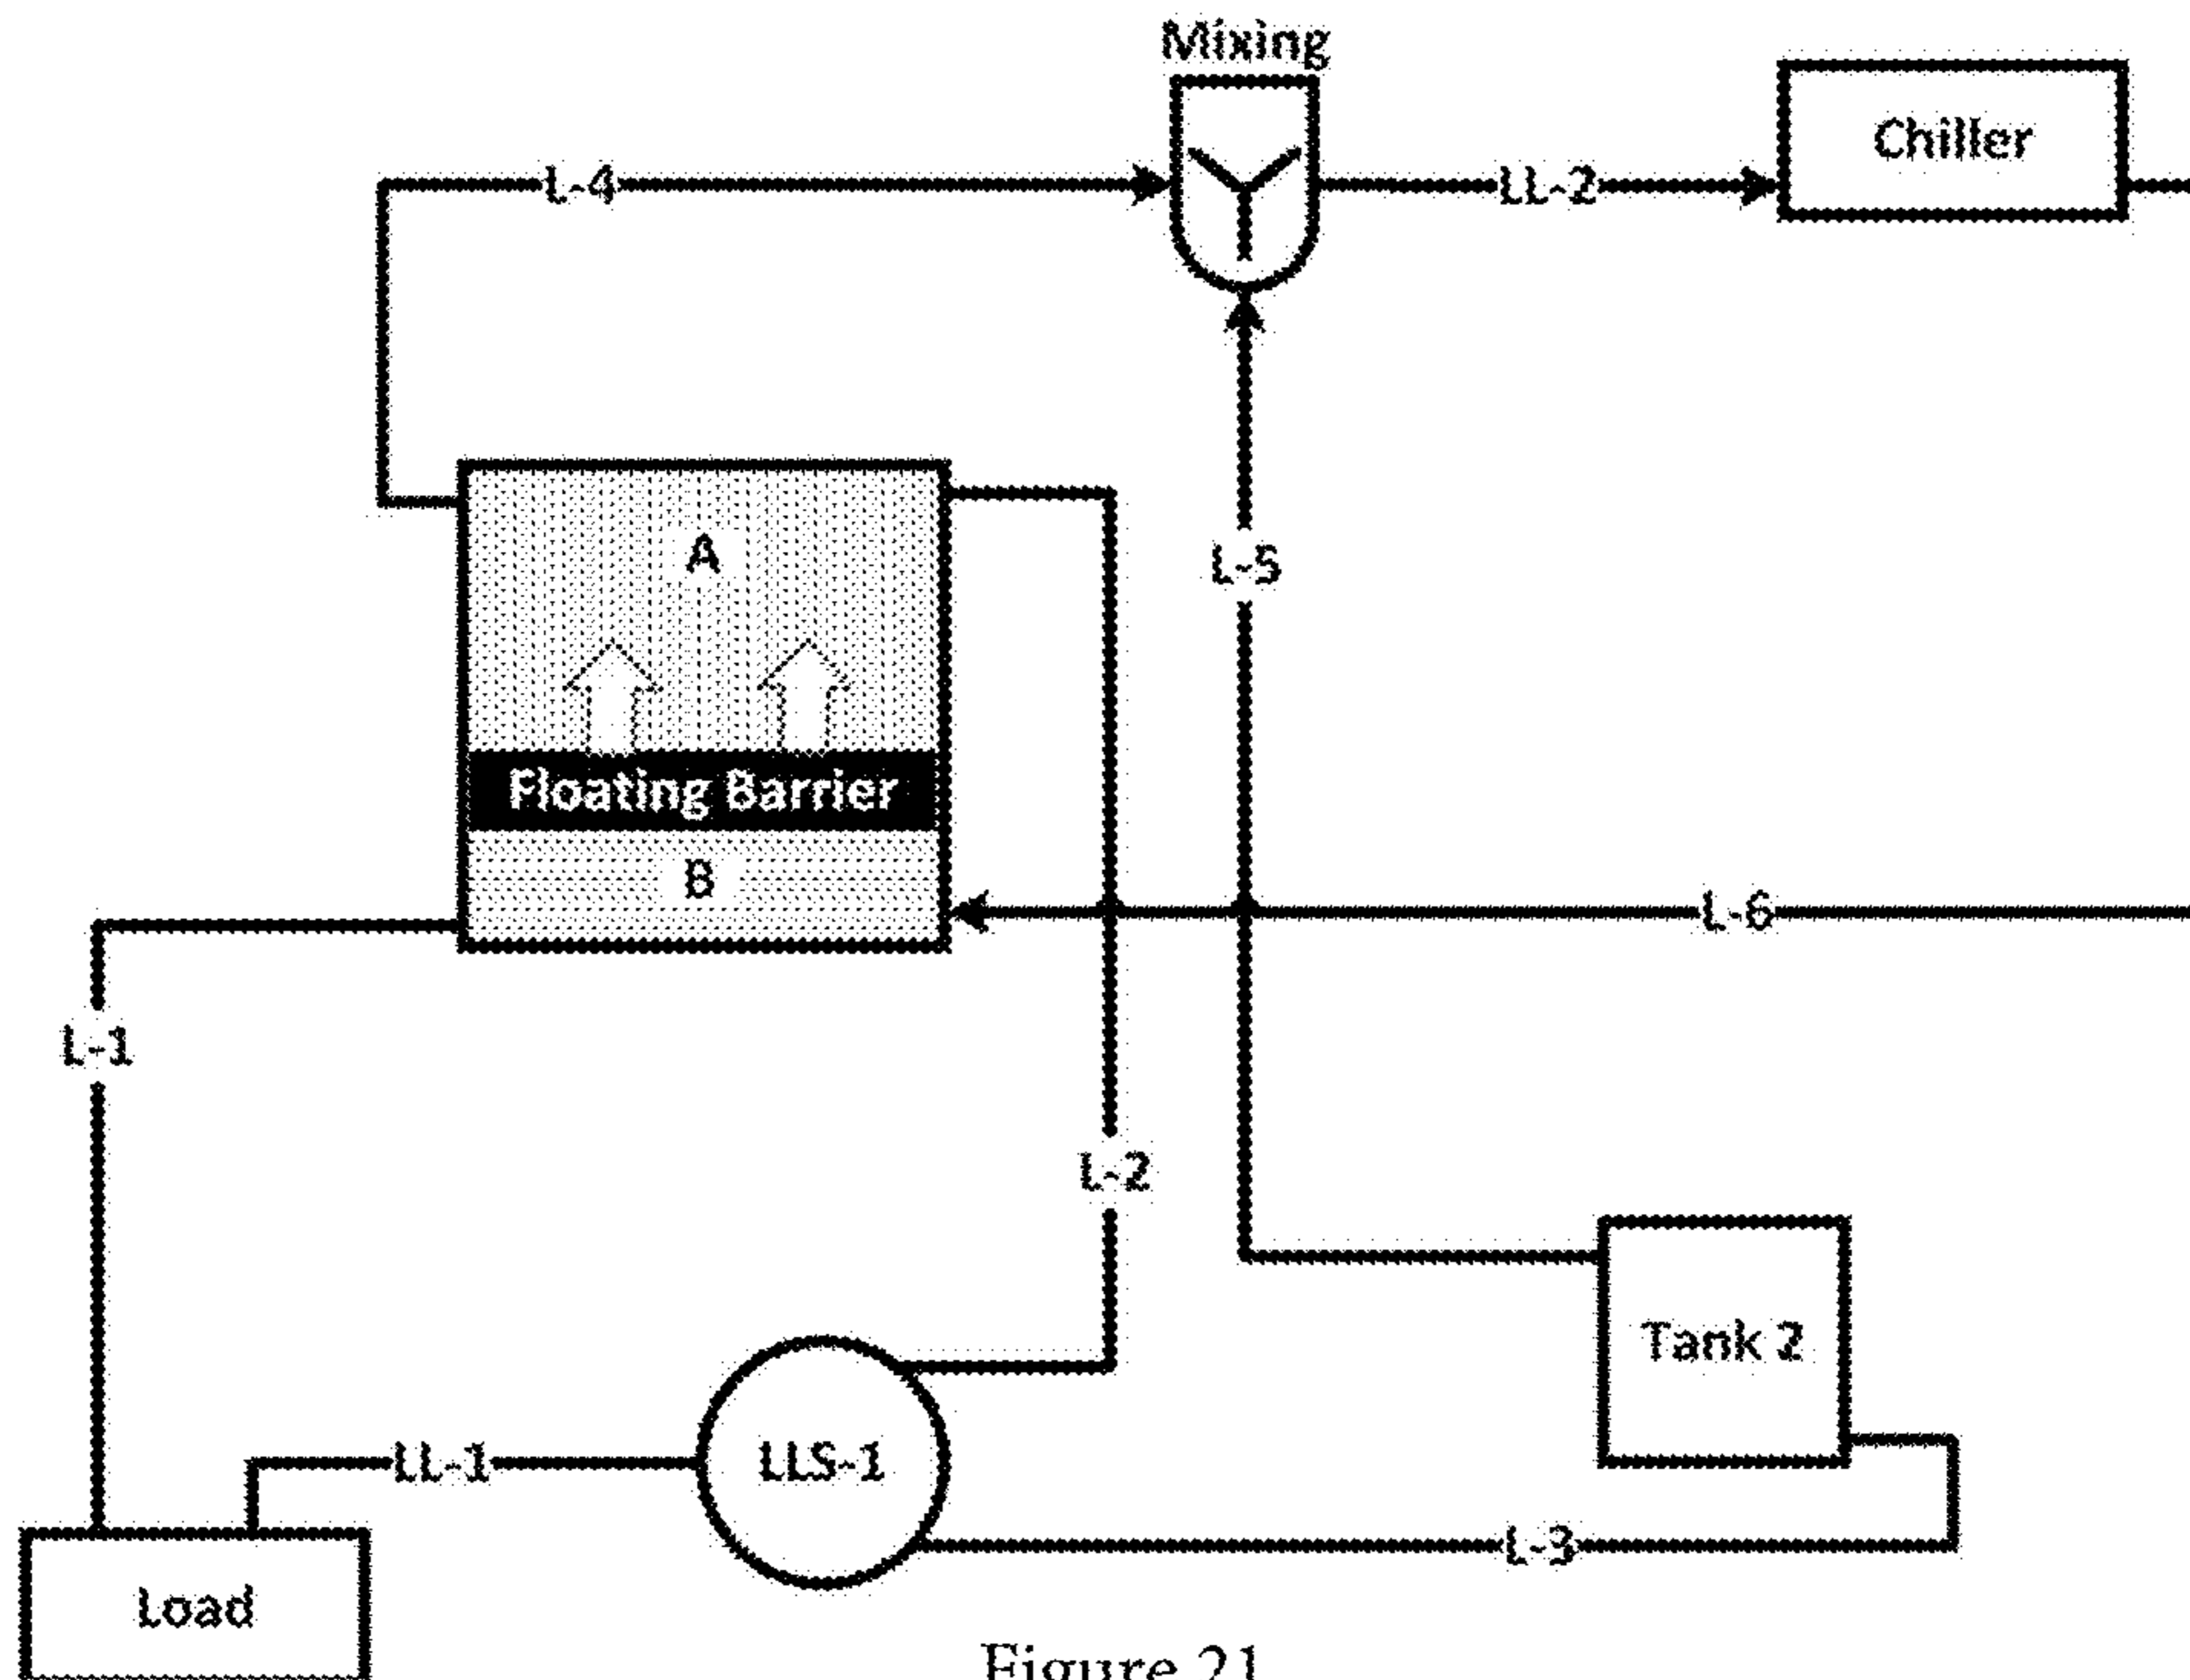 Mixing
Chiller
L-4
LL-2
A
L-5
Floating Barrier
B
L-6
L-1
L-2
Tank 2
LL-1
LLS-1
L-3
Load
Figure 21